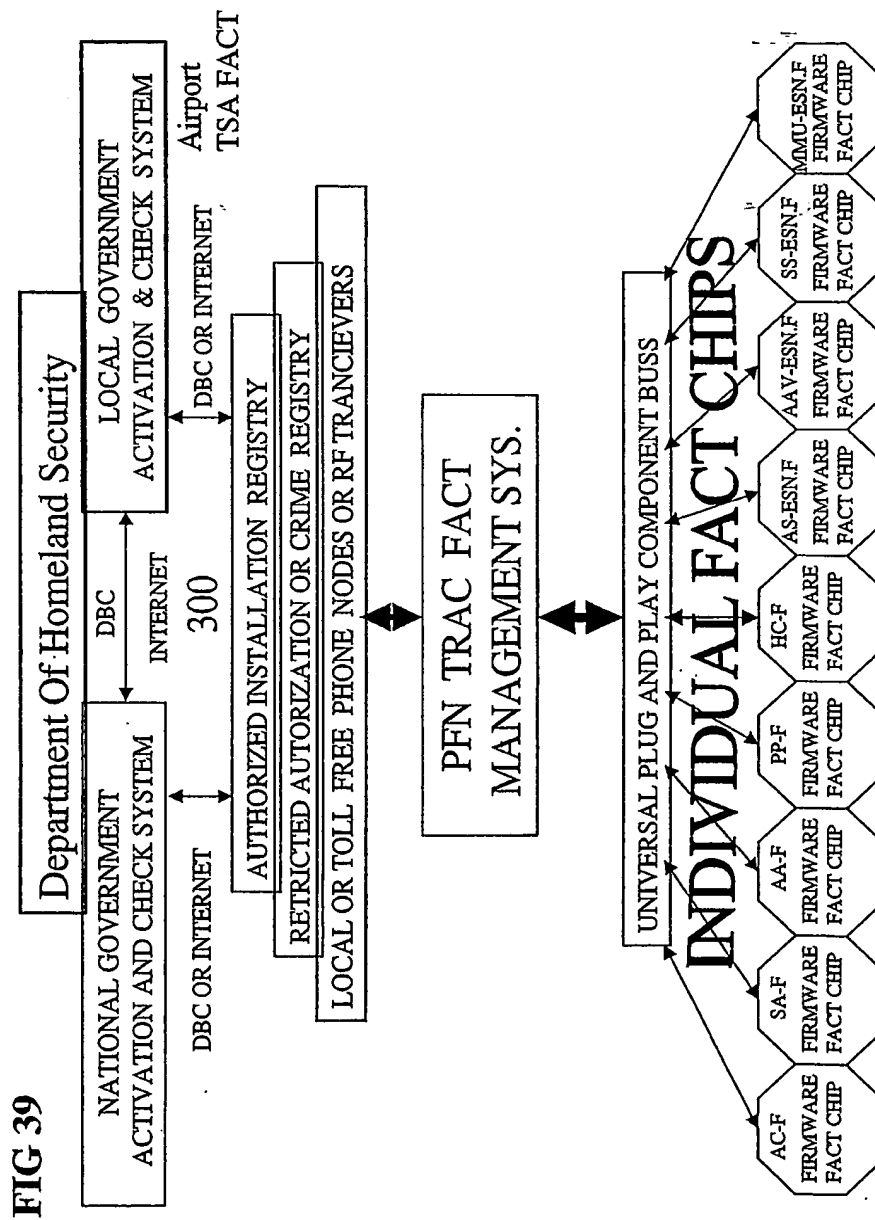 FIG 39
Department Of Homeland Security
NATIONAL GOVERNMENT
ACTIVATION AND CHECK SYSTEM
DBC
INTERNET
300
LOCAL GOVERNMENT
ACTIVATION & CHECK SYSTEM
Airport
TSA FACT
DBC OR INTERNET
DBC OR INTERNET
AUTHORIZED INSTALLATION REGISTRY
RETRICTED AUTORIZATION OR CRIME REGISTRY
LOCAL OR TOLL FREE PHONE NODES OR RF TRANCIEVERS
PFN TRAC FACT
MANAGEMENT SYS.
UNIVERSAL PLUG AND PLAY COMPONENT BUSS
INDIVIDUAL FACT CHIPS
AC-F
FIRMWARE
FACT CHIP
SA-F
FIRMWARE
FACT CHIP
AA-F
FIRMWARE
FACT CHIP
PP-F
FIRMWARE
FACT CHIP
HC-F
FIRMWARE
FACT CHIP
AS-ESN.F
FIRMWARE
FACT CHIP
AAV-ESN.F
FIRMWARE
FACT CHIP
SS-ESN.F
FIRMWARE
FACT CHIP
MMU-ESN.F
FIRMWARE
FACT CHIP